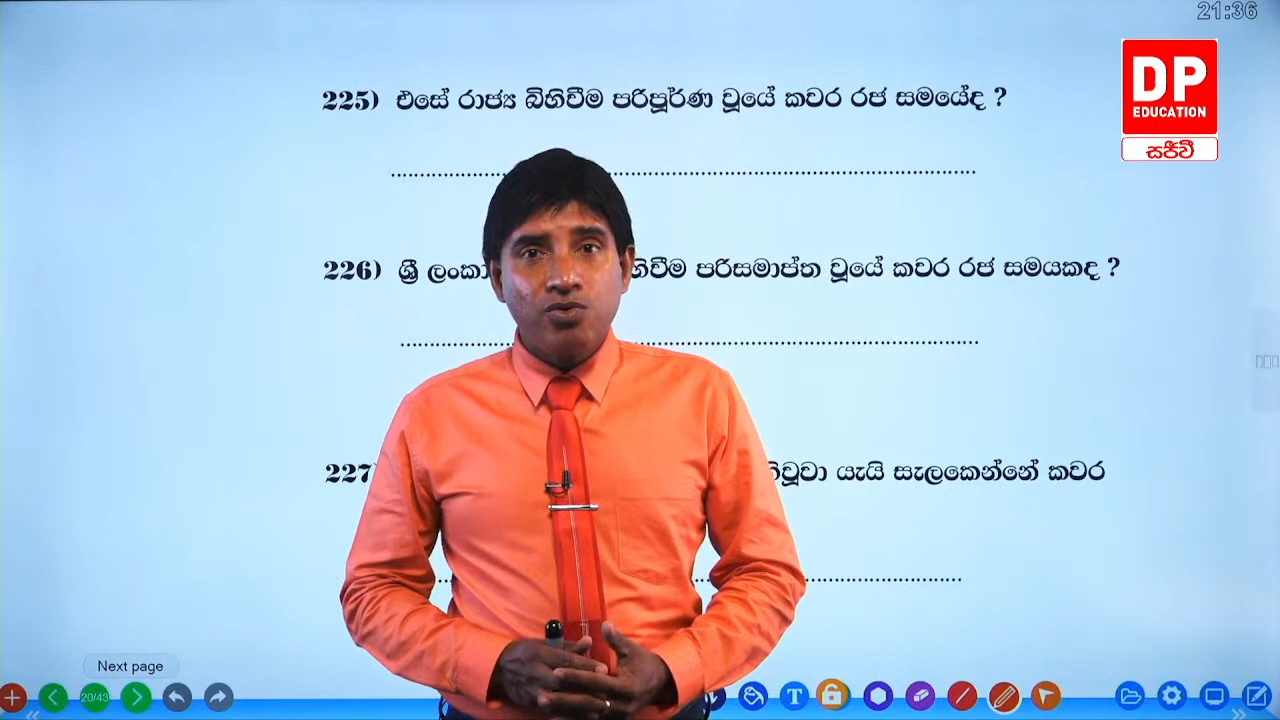 21:36
DP
EDUCATION
සජීවී
225) එසේ රාජ්‍ය බිහිවීම පරිපූර්ණ වූයේ කවර රජ සමයේද ?
226) ශ්‍රී ලංකා හිවීම පරිසමාප්ත වූයේ කවර රජ සමයකද ?
227 යැයි සැලකෙන්නේ කවර
Next page
20/43